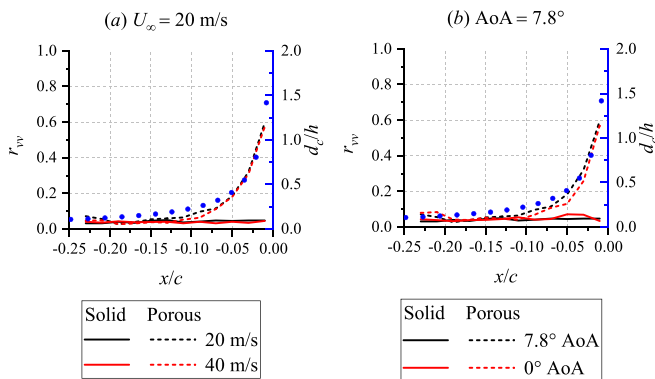 (a) U∞ = 20 m/s
(b) AoA = 7.8°
1.0
0.8
0.6
0.4
0.2
0.0
rvv
2.0
1.5
1.0
0.5
0.0
dc/h
-0.25 -0.20 -0.15 -0.10 -0.05 0.00
x/c
1.0
0.8
0.6
0.4
0.2
0.0
rvv
2.0
1.5
1.0
0.5
0.0
dc/h
-0.25 -0.20 -0.15 -0.10 -0.05 0.00
x/c
Solid Porous
20 m/s
40 m/s
Solid Porous
7.8° AoA
0° AoA